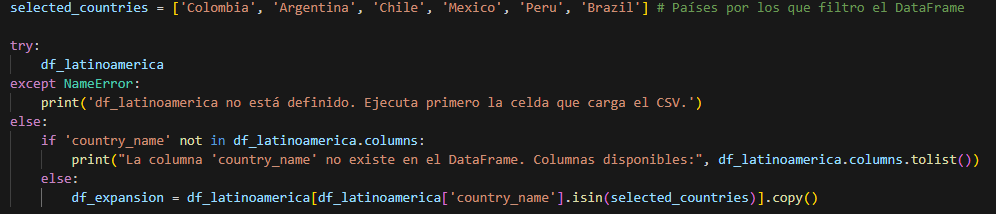 selected_countries = ['Colombia', 'Argentina', 'Chile', 'Mexico', 'Peru', 'Brazil'] # Países por los que filtro el DataFrame

try:
    df_latinoamerica
except NameError:
    print('df_latinoamerica no está definido. Ejecuta primero la celda que carga el CSV.')
else:
    if 'country_name' not in df_latinoamerica.columns:
        print("La columna 'country_name' no existe en el DataFrame. Columnas disponibles:", df_latinoamerica.columns.tolist())
    else:
        df_expansion = df_latinoamerica[df_latinoamerica['country_name'].isin(selected_countries)].copy()